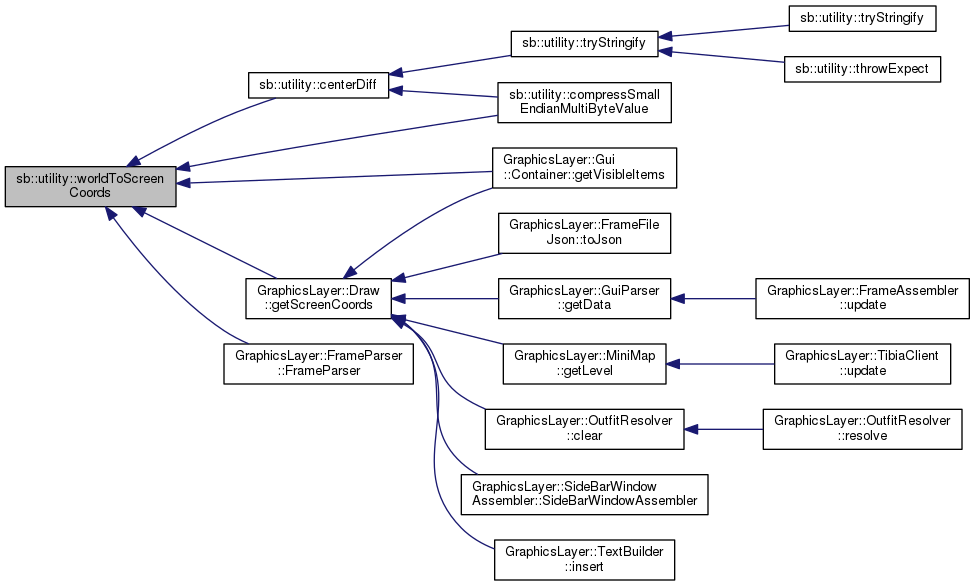 sb::utility::tryStringify
sb::utility::tryStringify
sb::utility::throwExpect
sb::utility::centerDiff
sb::utility::compressSmall
EndianMultiByteValue
GraphicsLayer::Gui
::Container::getVisibleItems
sb::utility::worldToScreen
Coords
GraphicsLayer::FrameFile
Json::toJson
GraphicsLayer::Draw
::getScreenCoords
GraphicsLayer::GuiParser
::getData
GraphicsLayer::FrameAssembler
::update
GraphicsLayer::FrameParser
::FrameParser
GraphicsLayer::MiniMap
::getLevel
GraphicsLayer::TibiaClient
::update
GraphicsLayer::OutfitResolver
::clear
GraphicsLayer::OutfitResolver
::resolve
GraphicsLayer::SideBarWindow
Assembler::SideBarWindowAssembler
GraphicsLayer::TextBuilder
::insert